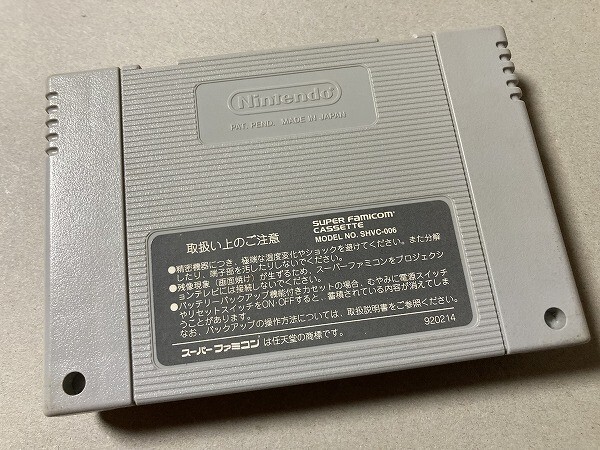 Nintendo
PAT. PEND. MADE IN JAPAN
取扱い上のご注意
SUPER FAMICOM
CASSETTE
MODEL NO. SHVC-006
●精密機器につき、極端な温度変化やショックを避けてください。また分解
したり、端子部を汚したりしないでください。
●残像現象（画面焼け）が生ずるため、スーパーファミコンをプロジェクシ
ョンテレビには接続しないでください。
●バッテリーバックアップ機能付きカセットの場合、むやみに電源スイッチ
やリセットスイッチをON・OFFすると、蓄積されている内容が消えてしま
うことがあります。
なお、バックアップの操作方法については、取扱説明書をご参照ください。
スーパーファミコンは任天堂の商標です。
920214